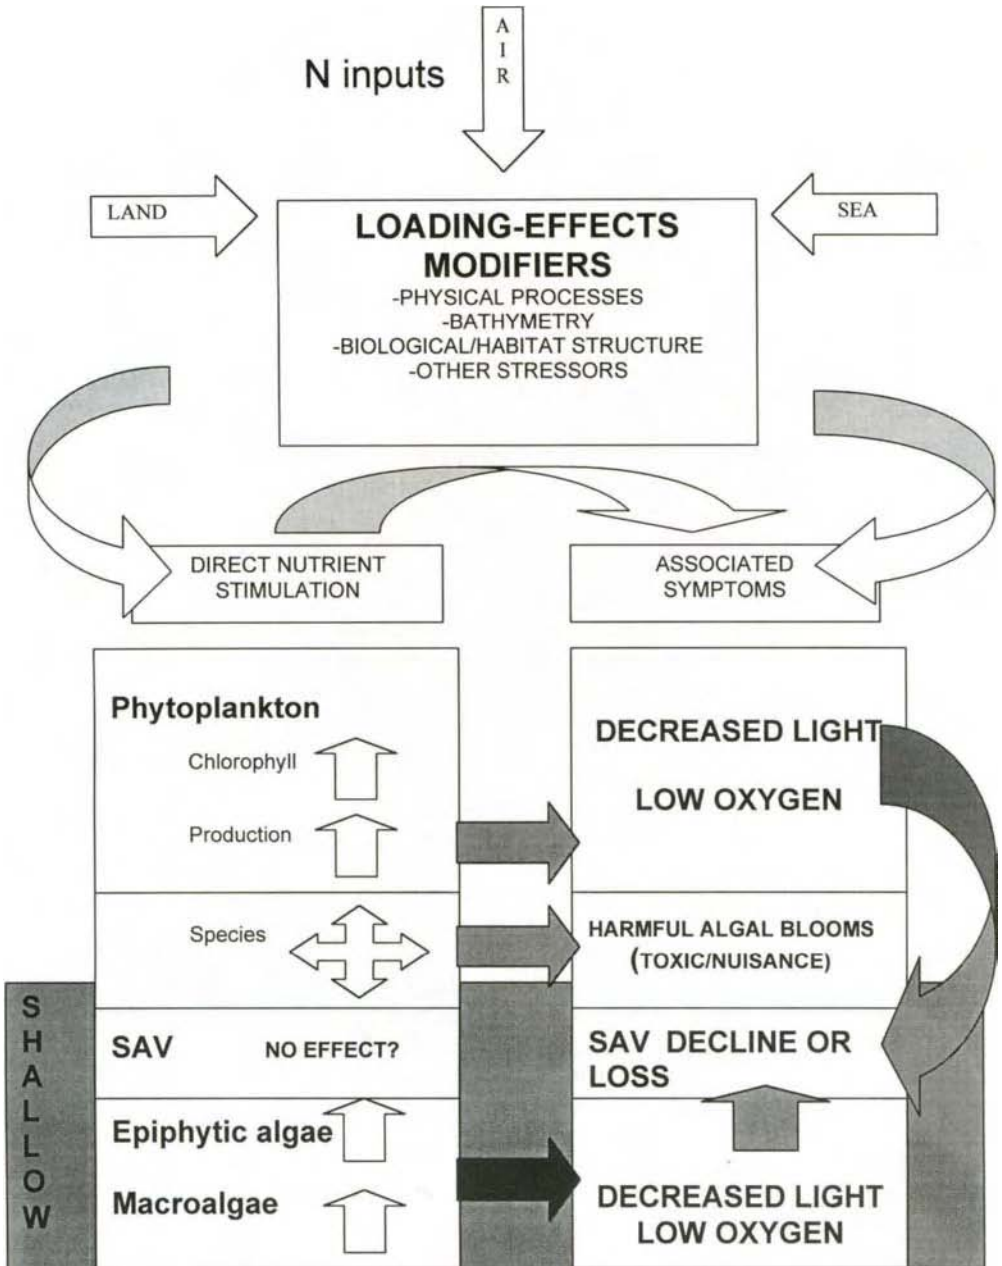 AIR
N inputs
LAND
SEA
LOADING-EFFECTS
MODIFIERS
-PHYSICAL PROCESSES
-BATHYMETRY
-BIOLOGICAL/HABITAT STRUCTURE
-OTHER STRESSORS
DIRECT NUTRIENT
STIMULATION
ASSOCIATED
SYMPTOMS
Phytoplankton
Chlorophyll
Production
Species
DECREASED LIGHT
LOW OXYGEN
HARMFUL ALGAL BLOOMS
(TOXIC/NUISANCE)
SHALLOW
SAV NO EFFECT?
SAV DECLINE OR
LOSS
Epiphytic algae
Macroalgae
DECREASED LIGHT
LOW OXYGEN